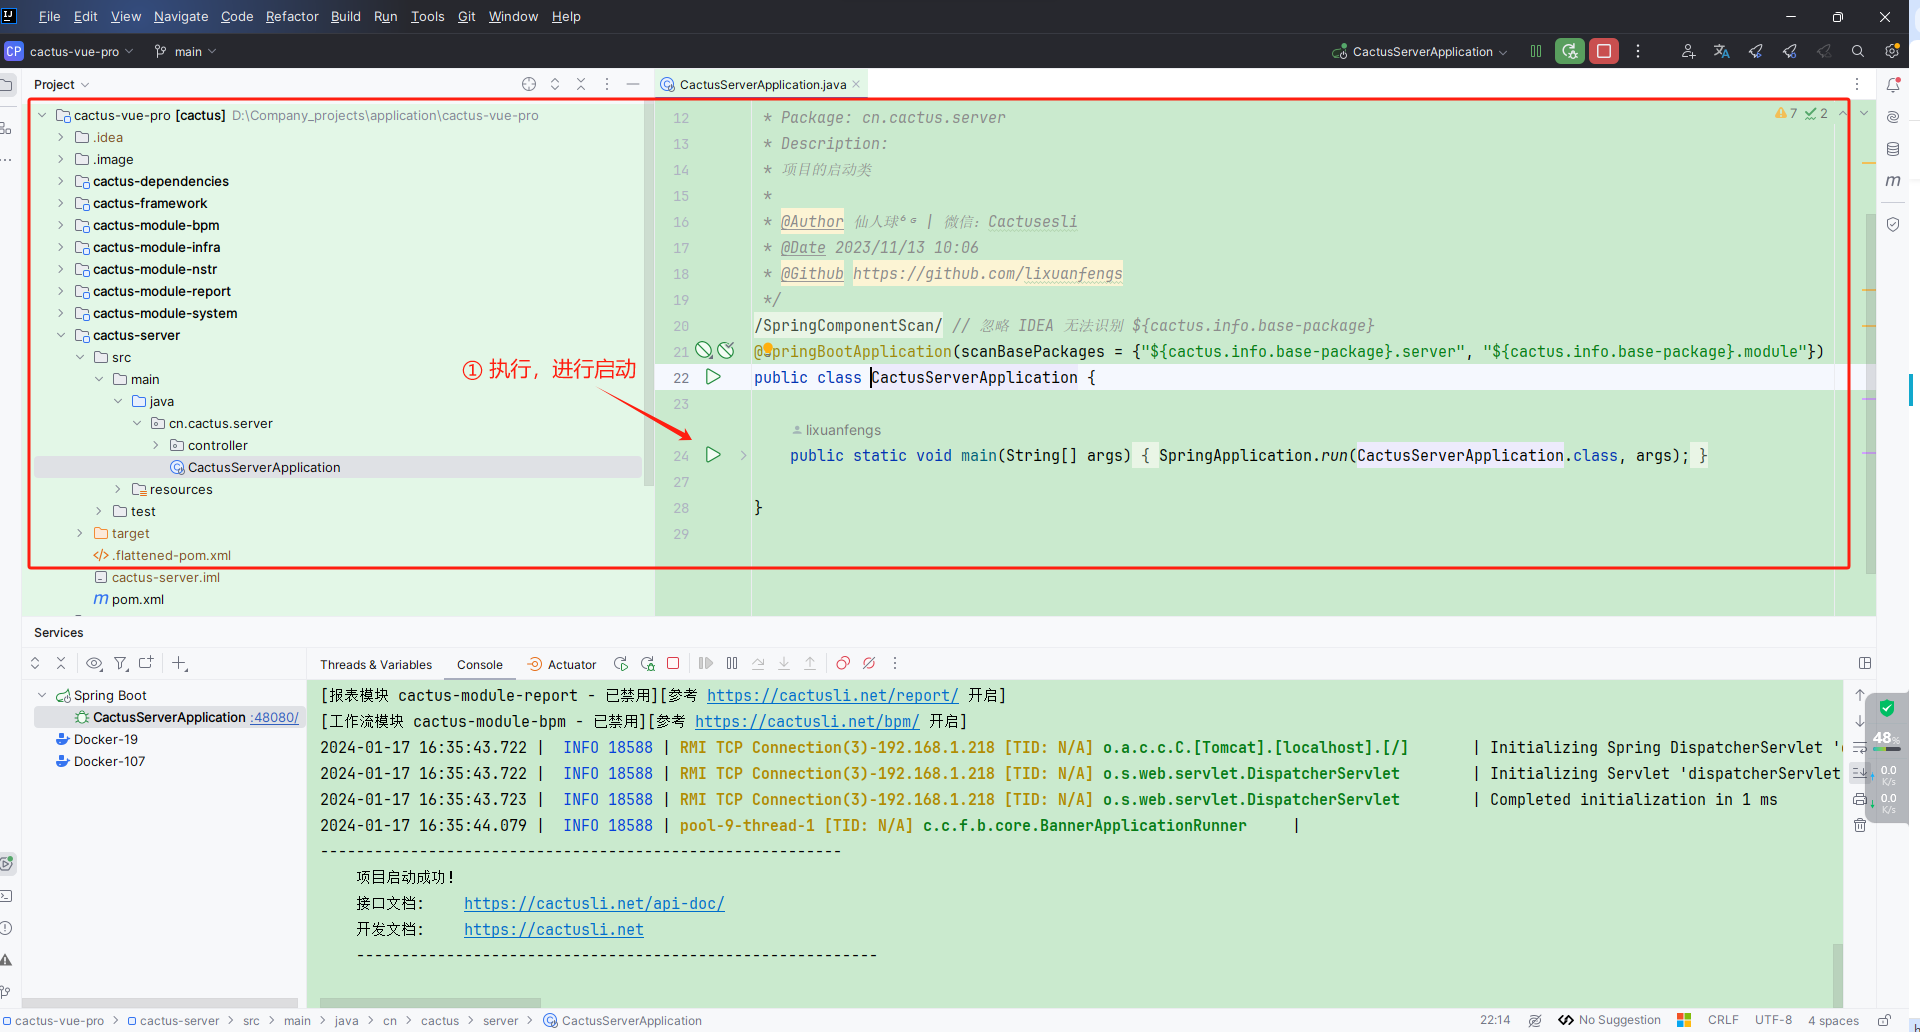 File Edit View Navigate Code Refactor Build Run Tools Git Window Help
CP cactus-vue-pro main CactusServerApplication
Project
CactusServerApplication.java
cactus-vue-pro [cactus] D:\Company_projects\application\cactus-vue-pro
.idea
.image
cactus-dependencies
cactus-framework
cactus-module-bpm
cactus-module-infra
cactus-module-nstr
cactus-module-report
cactus-module-system
cactus-server
src
main
java
cn.cactus.server
controller
CactusServerApplication
resources
test
target
.flattened-pom.xml
cactus-server.iml
pom.xml
① 执行，进行启动
7 2
12 * Package: cn.cactus.server
13 * Description:
14 * 项目的启动类
15 *
16 * @Author 仙人球 | 微信: Cactusesli
17 * @Date 2023/11/13 10:06
18 * @Github https://github.com/lixuanfengs
19 */
20 /SpringComponentScan/ // 忽略 IDEA 无法识别 ${cactus.info.base-package}
21 @SpringBootApplication(scanBasePackages = {"${cactus.info.base-package}.server", "${cactus.info.base-package}.module"})
22 public class CactusServerApplication {
23
lixuanfengs
24 public static void main(String[] args) { SpringApplication.run(CactusServerApplication.class, args); }
27
28 }
29
Services
Threads & Variables Console Actuator
Spring Boot
CactusServerApplication :48080/
Docker-19
Docker-107
[报表模块 cactus-module-report - 已禁用][参考 https://cactusli.net/report/ 开启]
[工作流模块 cactus-module-bpm - 已禁用][参考 https://cactusli.net/bpm/ 开启]
2024-01-17 16:35:43.722 | INFO 18588 | RMI TCP Connection(3)-192.168.1.218 [TID: N/A] o.a.c.c.C.[Tomcat].[localhost].[/] | Initializing Spring DispatcherServlet '
2024-01-17 16:35:43.722 | INFO 18588 | RMI TCP Connection(3)-192.168.1.218 [TID: N/A] o.s.web.servlet.DispatcherServlet | Initializing Servlet 'dispatcherServlet
2024-01-17 16:35:43.723 | INFO 18588 | RMI TCP Connection(3)-192.168.1.218 [TID: N/A] o.s.web.servlet.DispatcherServlet | Completed initialization in 1 ms
2024-01-17 16:35:44.079 | INFO 18588 | pool-9-thread-1 [TID: N/A] c.c.f.b.core.BannerApplicationRunner |
----------------------------------------------------------
项目启动成功！
接口文档: https://cactusli.net/api-doc/
开发文档: https://cactusli.net
----------------------------------------------------------
48%
0.0
K/s
0.0
K/s
cactus-vue-pro > cactus-server > src > main > java > cn > cactus > server > CactusServerApplication
22:14 No Suggestion CRLF UTF-8 4 spaces